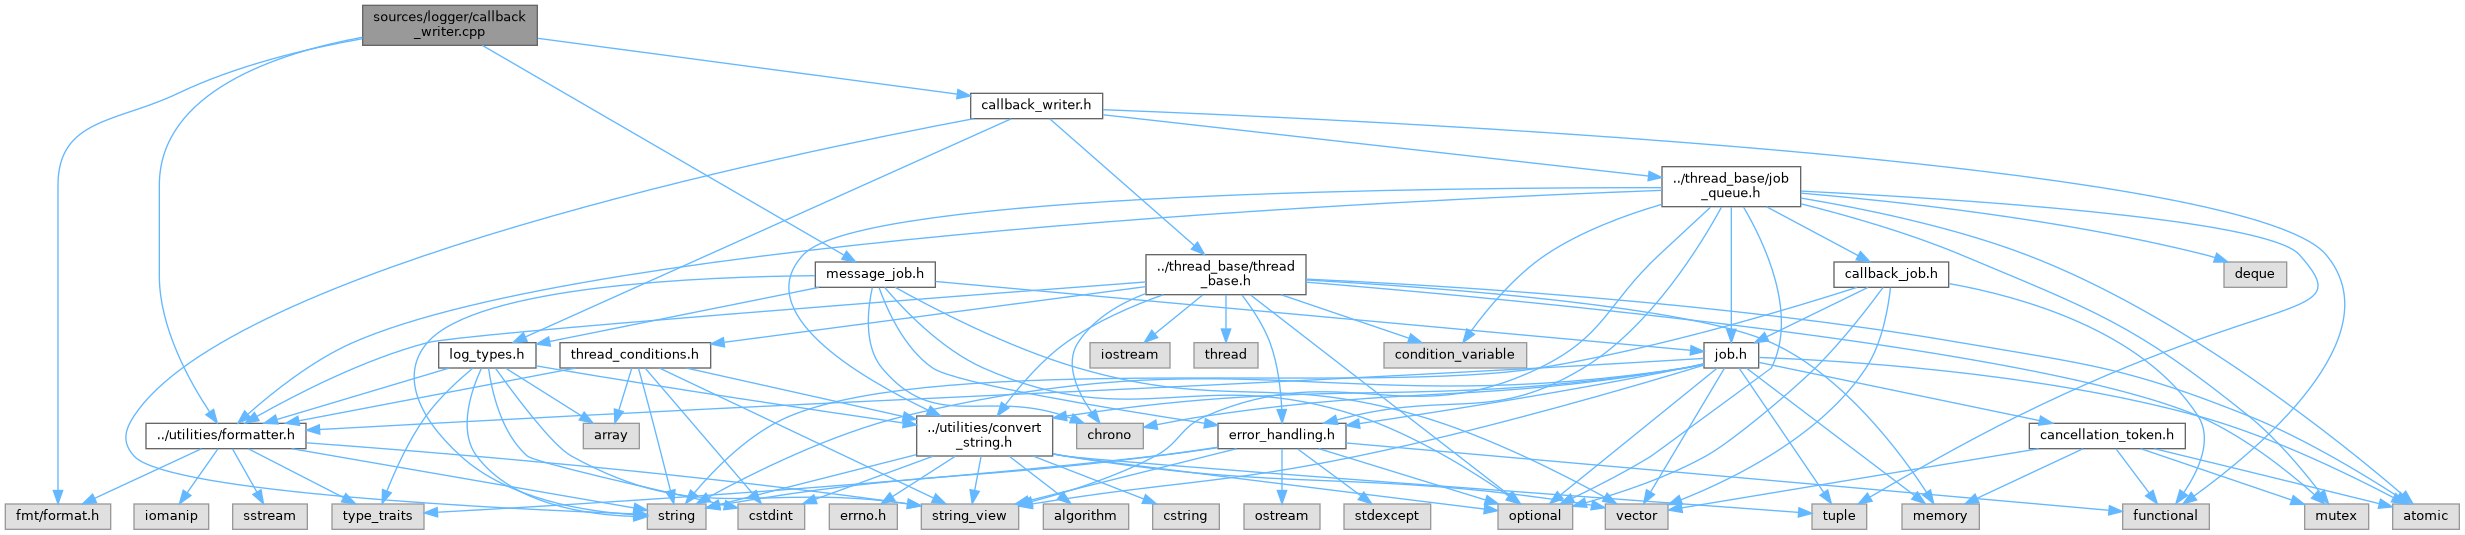 sources/logger/callback
_writer.cpp
callback_writer.h
../thread_base/job
_queue.h
message_job.h
../thread_base/thread
_base.h
callback_job.h
deque
log_types.h
thread_conditions.h
iostream
thread
condition_variable
job.h
../utilities/formatter.h
array
../utilities/convert
_string.h
chrono
error_handling.h
cancellation_token.h
fmt/format.h
iomanip
sstream
type_traits
string
cstdint
errno.h
string_view
algorithm
cstring
ostream
stdexcept
optional
vector
tuple
memory
functional
mutex
atomic